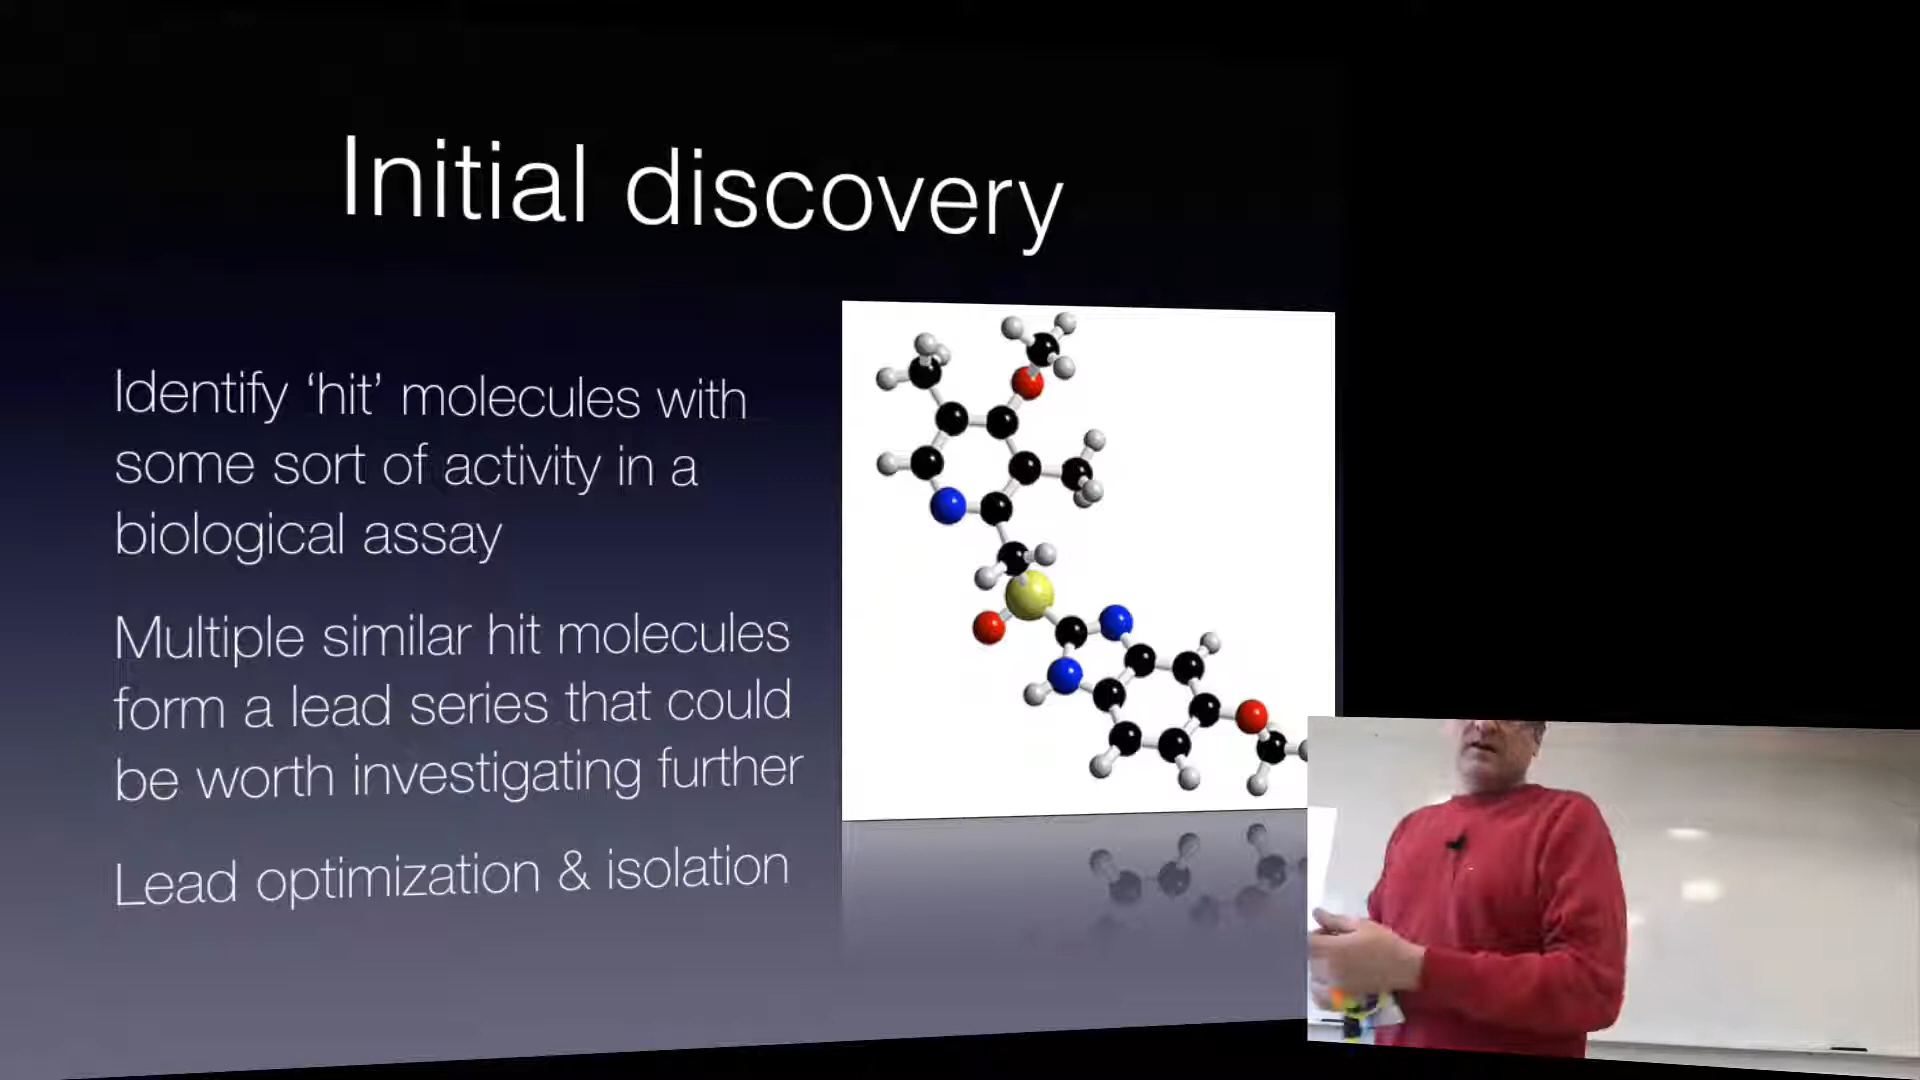 Initial discovery
Identify ‘hit’ molecules with
some sort of activity in a
biological assay
Multiple similar hit molecules
form a lead series that could
be worth investigating further
Lead optimization & isolation